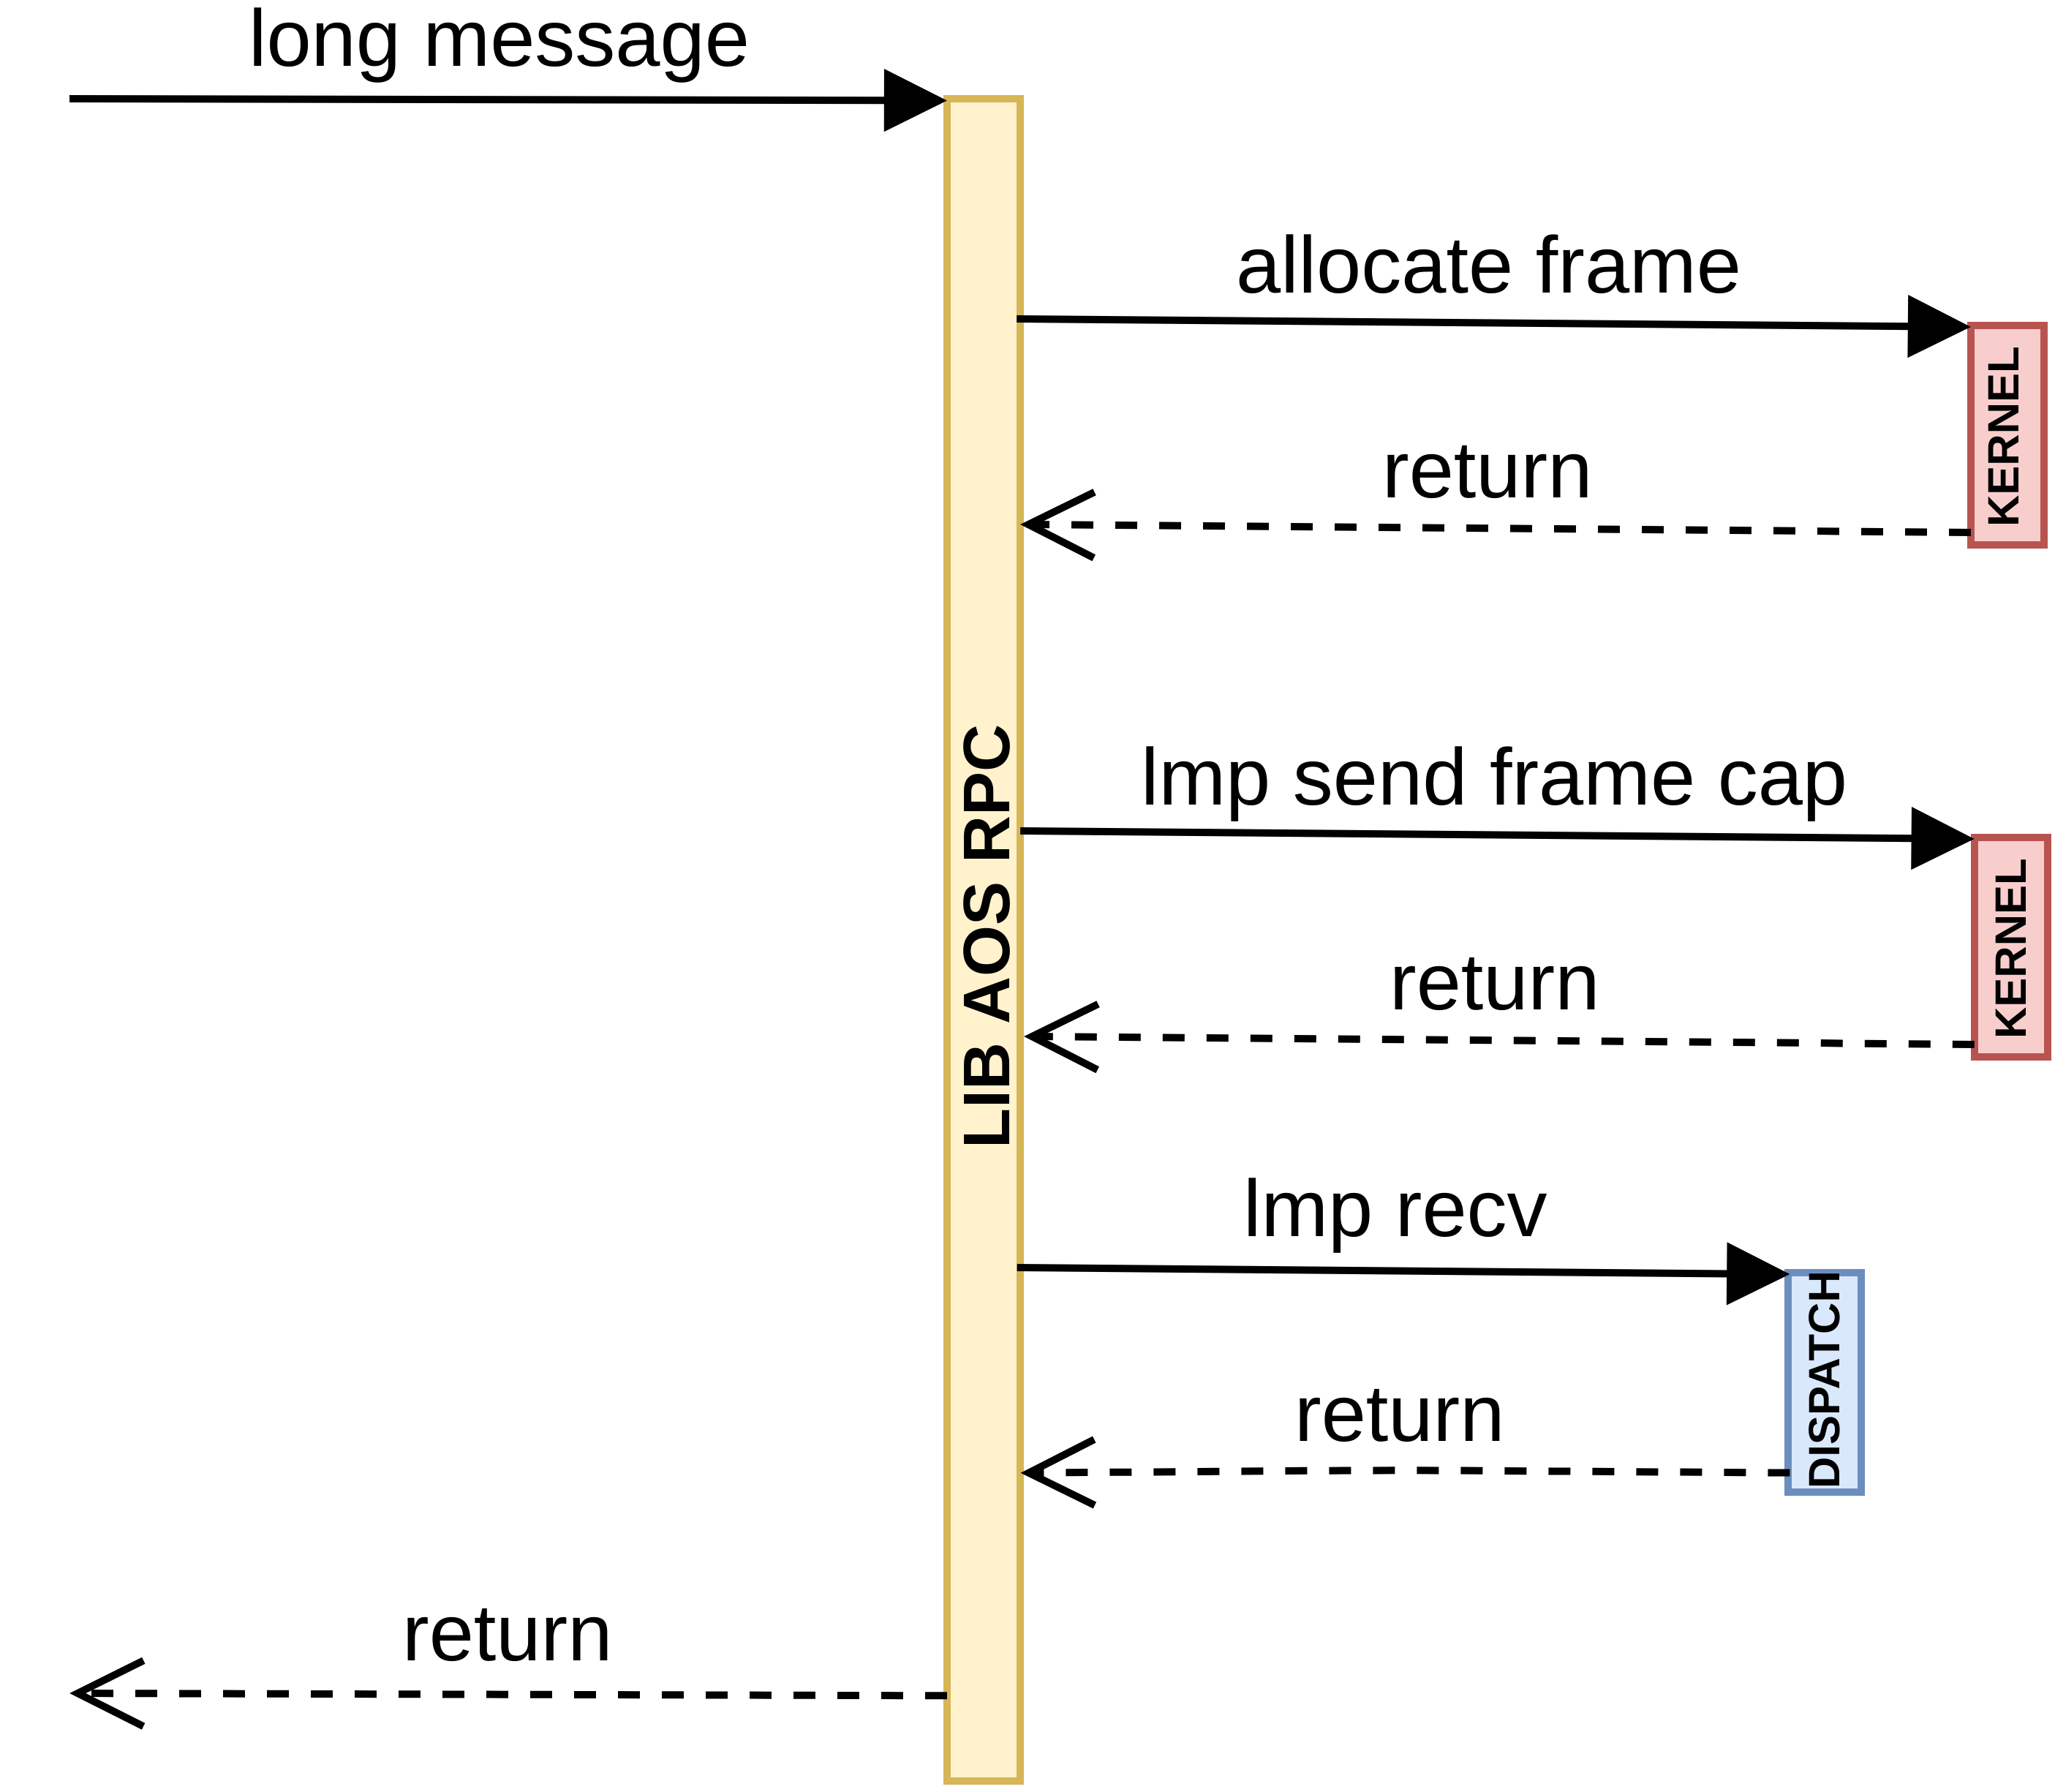 long message
allocate frame
KERNEL
return
LIB AOS RPC
lmp send frame cap
KERNEL
return
lmp recv
DISPATCH
return
return